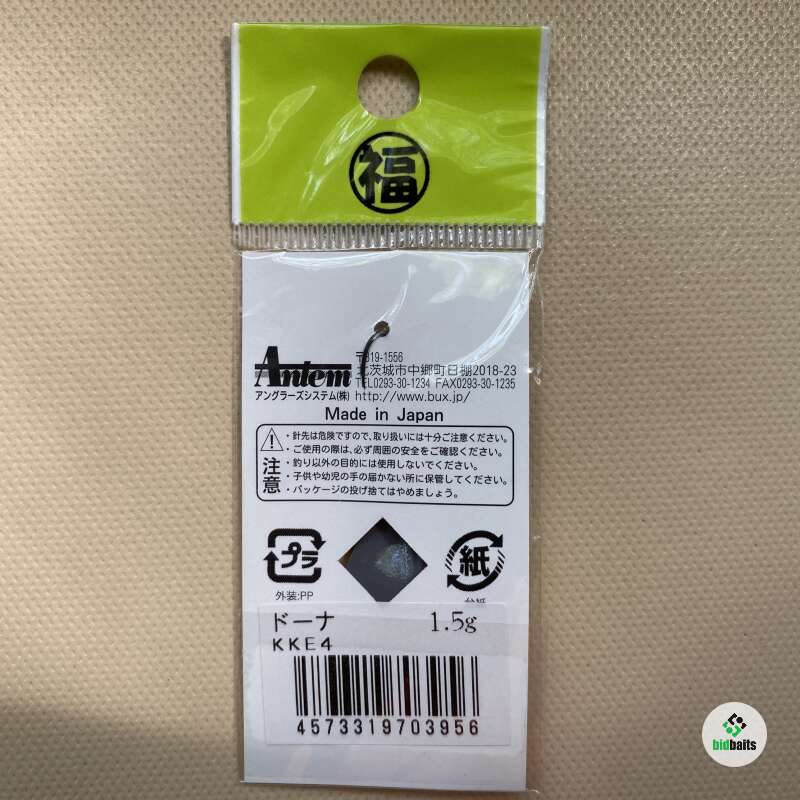 福
Antem
アングラーズシステム(株)
〒319-1556
北茨城市中郷町日棚2018-23
TEL0293-30-1234 FAX0293-30-1235
http://www.bux.jp/
Made in Japan
注意
・針先は危険ですので、取り扱いには十分ご注意ください。
・ご使用の際は、必ず周囲の安全をご確認ください。
・釣り以外の目的には使用しないでください。
・子供や幼児の手の届かない所に保管してください。
・パッケージの投げ捨てはやめましょう。
プラ
外装:PP
紙
ドーナ 1.5g
KKE4
4573319703956
bidbaits